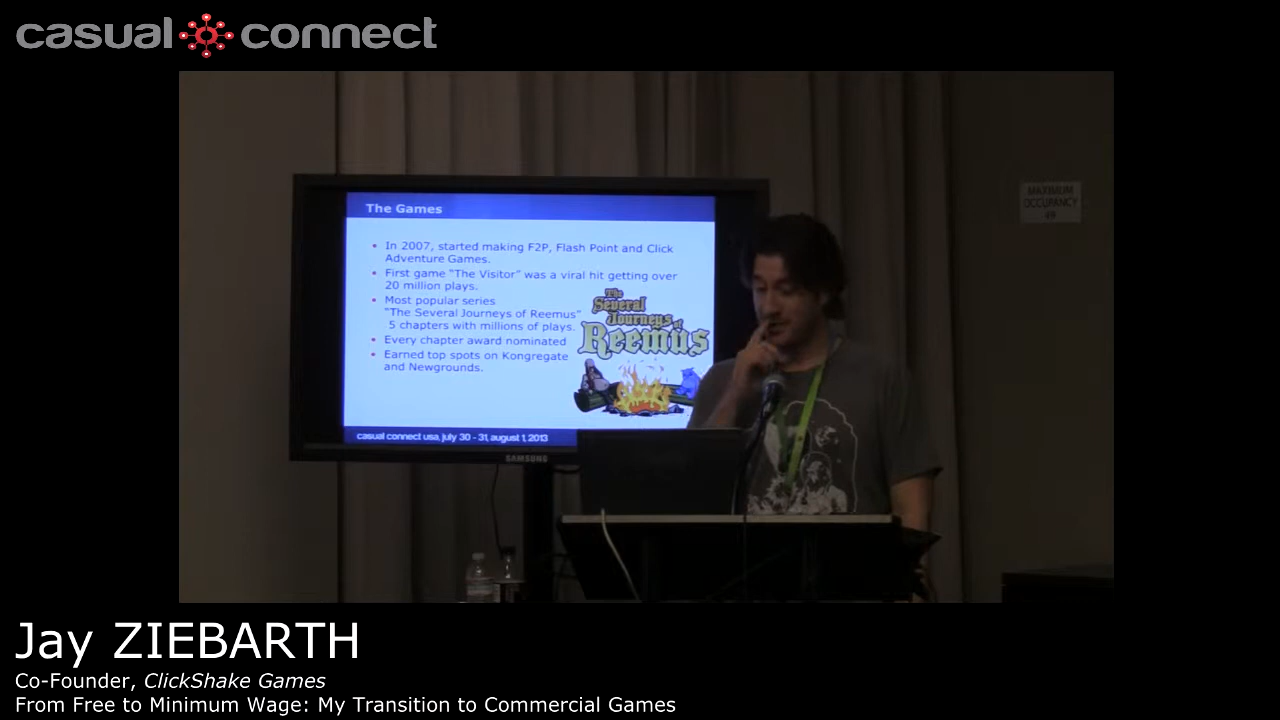 casual connect
MAXIMUM
OCCUPANCY
The Games
• In 2007, started making F2P, Flash Point and Click
Adventure Games.
• First game "The Visitor" was a viral hit getting over
20 million plays.
• Most popular series
"The Several Journeys of Reemus"
5 chapters with millions of plays.
• Every chapter award nominated
• Earned top spots on Kongregate
and Newgrounds.
The
Several
Journeys of
Reemus
casual connect usa, july 30 - 31, august 1, 2013
SAMSUNG
Jay ZIEBARTH
Co-Founder, ClickShake Games
From Free to Minimum Wage: My Transition to Commercial Games